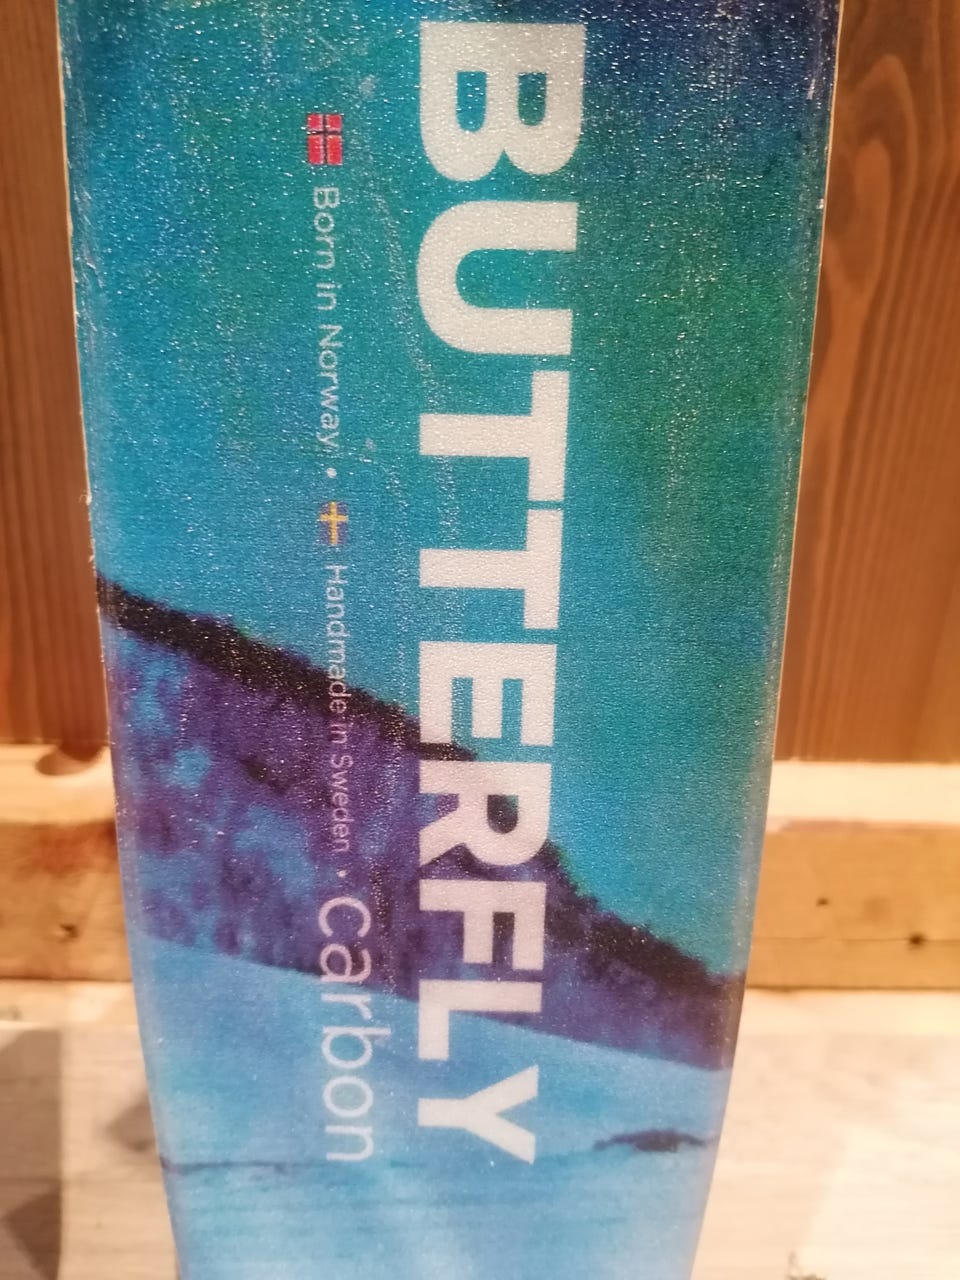 BUTTERFLY
Born in Norway • Handmade in Sweden • Carbon